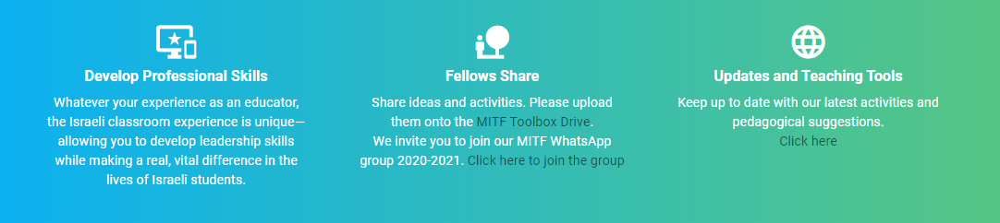 Develop Professional Skills
Whatever your experience as an educator,
the Israeli classroom experience is unique—
allowing you to develop leadership skills
while making a real, vital difference in the
lives of Israeli students.
Fellows Share
Share ideas and activities. Please upload
them onto the MITF Toolbox Drive.
We invite you to join our MITF WhatsApp
group 2020-2021. Click here to join the group
Updates and Teaching Tools
Keep up to date with our latest activities and
pedagogical suggestions.
Click here